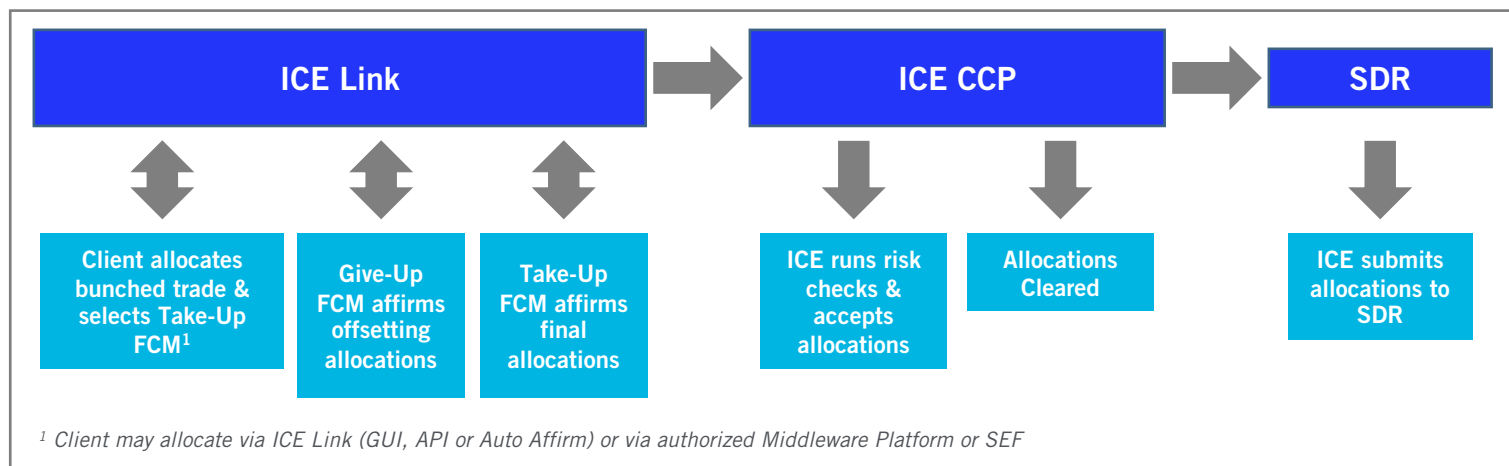 ICE Link
ICE CCP
SDR
Client allocates
bunched trade &
selects Take-Up
FCM1
Give-Up
FCM affirms
offsetting
allocations
Take-Up
FCM affirms
final
allocations
ICE runs risk
checks &
accepts
allocations
Allocations
Cleared
ICE submits
allocations to
SDR
1 Client may allocate via ICE Link (GUI, API or Auto Affirm) or via authorized Middleware Platform or SEF